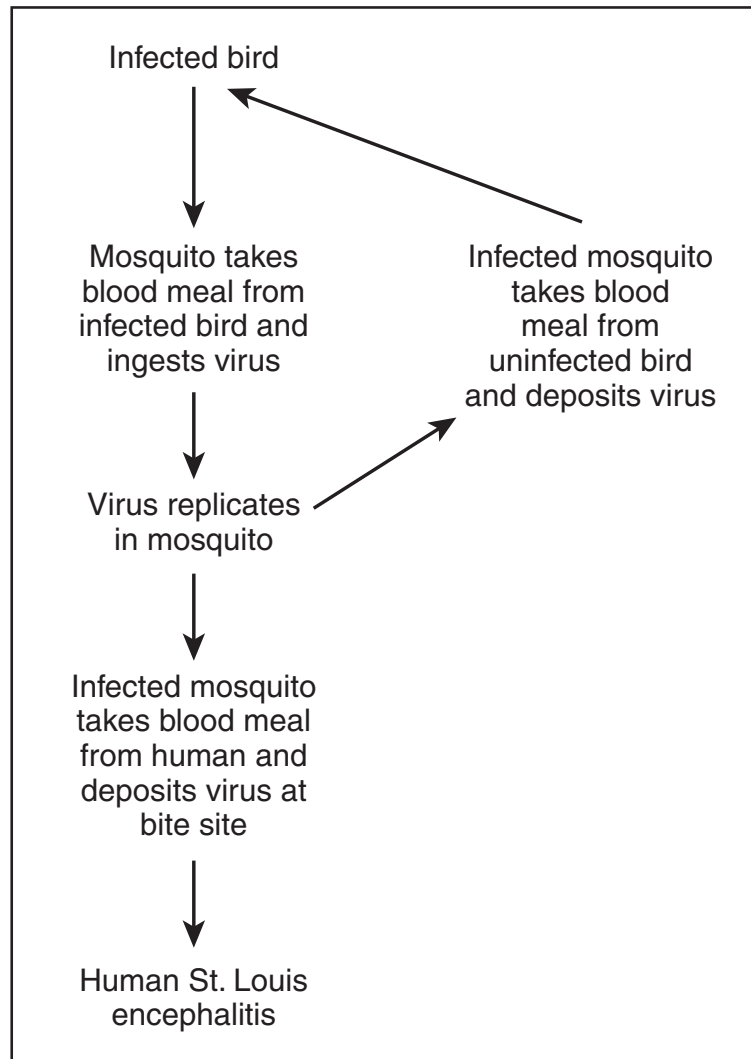 Infected bird
Mosquito takes
blood meal from
infected bird and
ingests virus
Infected mosquito
takes blood
meal from
uninfected bird
and deposits virus
Virus replicates
in mosquito
Infected mosquito
takes blood meal
from human and
deposits virus at
bite site
Human St. Louis
encephalitis